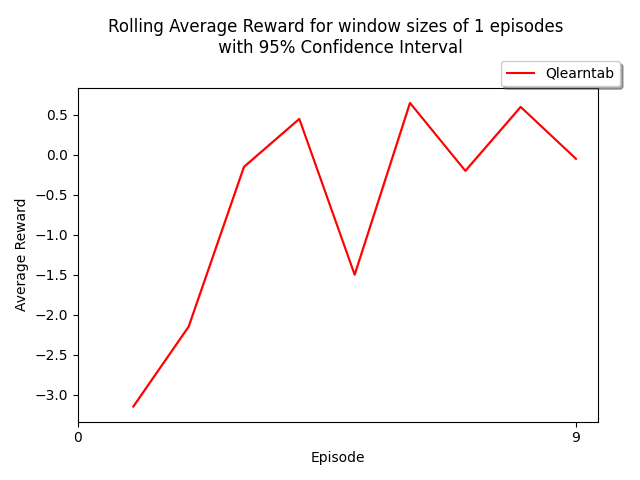 Rolling Average Reward for window sizes of 1 episodes
with 95% Confidence Interval
Qlearntab
0.5
0.0
−0.5
−1.0
−1.5
−2.0
−2.5
−3.0
Average Reward
0
9
Episode